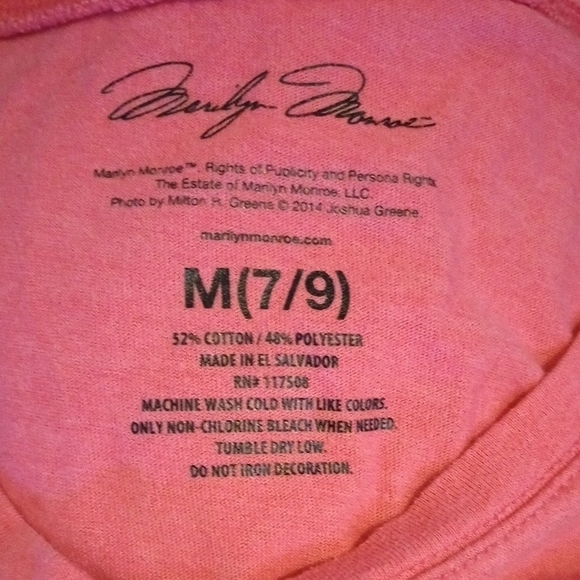 Marilyn Monroe
Marilyn Monroe™, Rights of Publicity and Persona Rights
The Estate of Marilyn Monroe, LLC.
Photo by Milton H. Greene © 2014 Joshua Greene.
marilynmonroe.com
M(7/9)
52% COTTON / 48% POLYESTER
MADE IN EL SALVADOR
RN# 117508
MACHINE WASH COLD WITH LIKE COLORS.
ONLY NON-CHLORINE BLEACH WHEN NEEDED.
TUMBLE DRY LOW.
DO NOT IRON DECORATION.